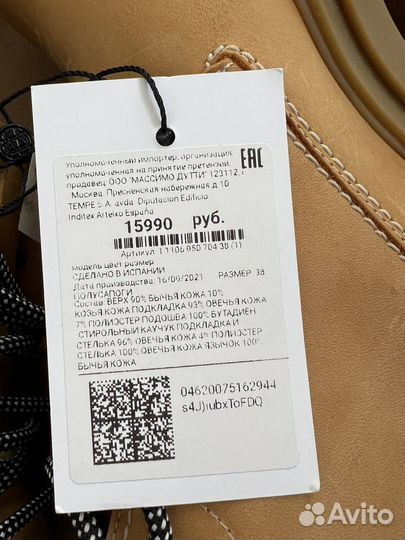 Уполномоченный импортер, организация,
уполномоченная на принятие претензий,
продавец: ООО "МАССИМО ДУТТИ" 123112, г
Москва, Пресненская набережная д.10
TEMPE S.A. avda. Diputacion Edificio
Inditex Arteixo España
EAC
15990 руб.
Артикул: 1 1106 950 704 38 (1)
модель цвет размер
СДЕЛАНО В ИСПАНИИ
Дата производства: 16/09/2021 РАЗМЕР: 38
ПОЛУСАПОГИ
Состав: ВЕРХ 90% БЫЧЬЯ КОЖА 10%
КОЗЬЯ КОЖА ПОДКЛАДКА 93% ОВЕЧЬЯ КОЖА
7% ПОЛИЭСТЕР ПОДОШВА 100% БУТАДИЕН
СТИРОЛЬНЫЙ КАУЧУК ПОДКЛАДКА И
СТЕЛЬКА 96% ОВЕЧЬЯ КОЖА 4% ПОЛИЭСТЕР
СТЕЛЬКА 100% ОВЕЧЬЯ КОЖА ЯЗЫЧОК 100%
БЫЧЬЯ КОЖА
04620075162944
s4J)iubxToFDQ
Avito